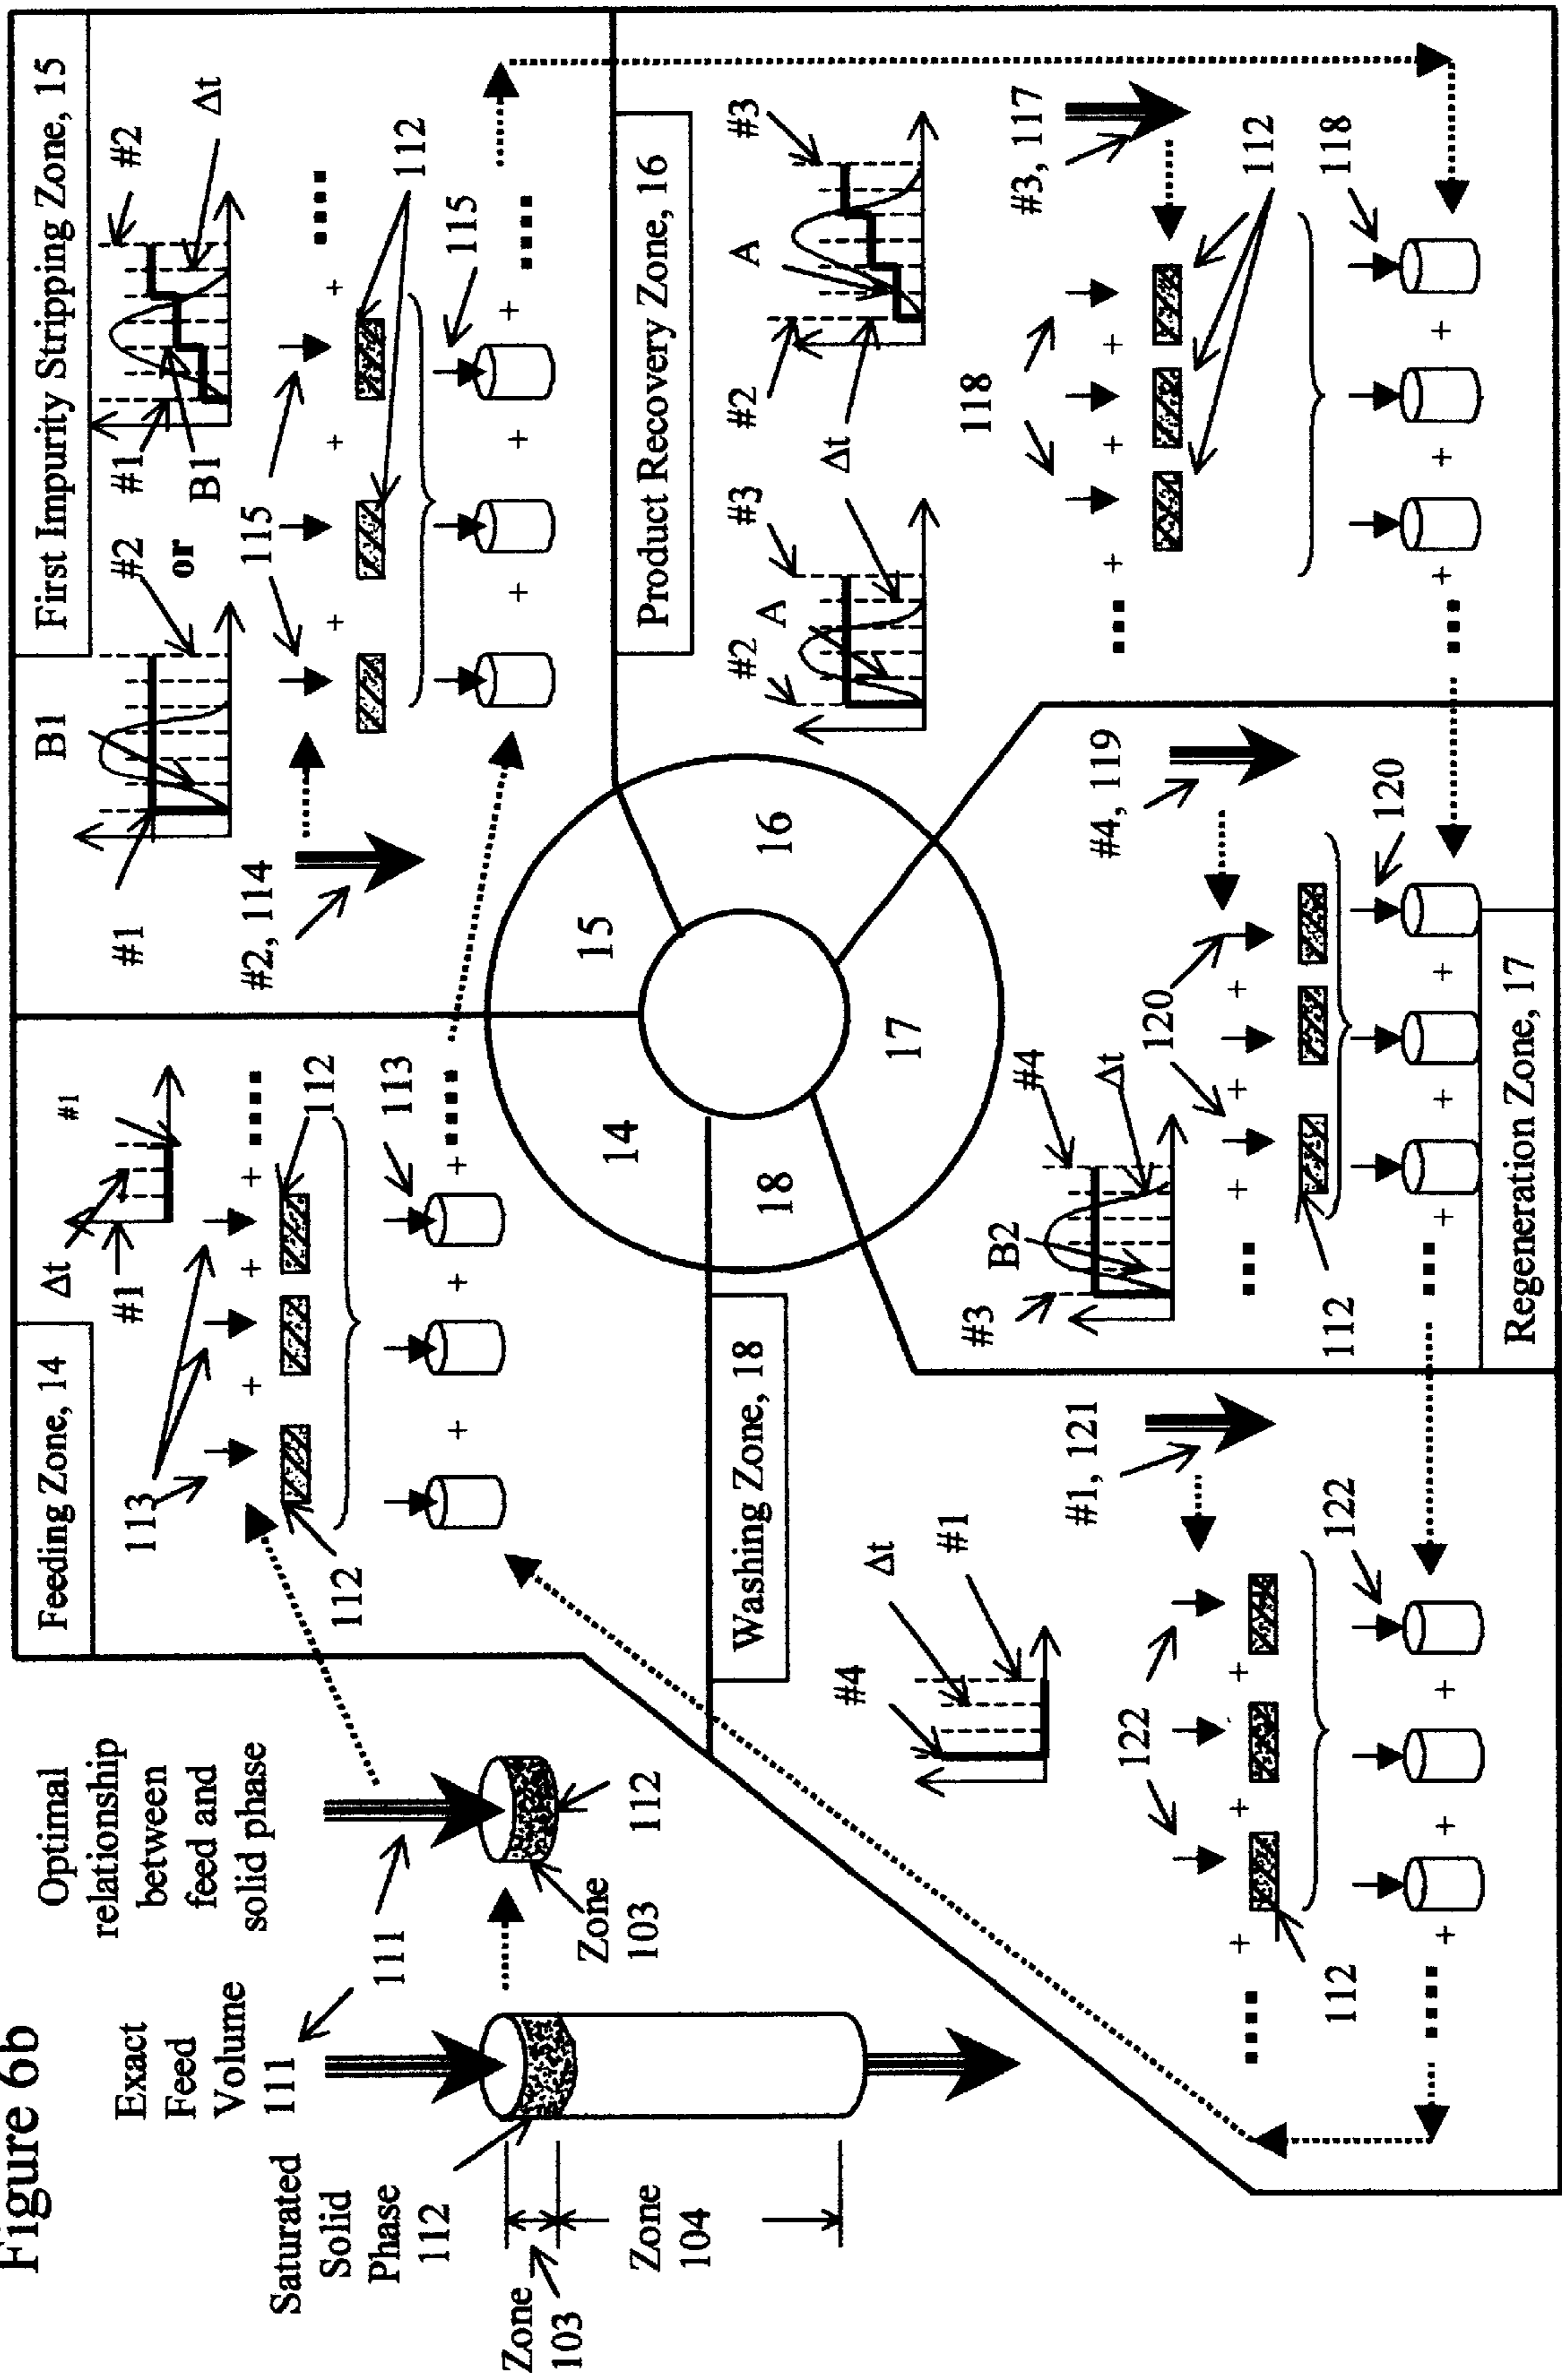 Figure 6b
Exact
Feed
Volume
111
Saturated
Solid
Phase
112
Zone
103
Zone
104
111
Optimal
relationship
between
feed and
solid phase
Zone
103
112
Feeding Zone, 14
Δt
#1
#1
113
+
+
+
112
112
+
+
+
113
First Impurity Stripping Zone, 15
B1
#1
#2
or
#1
B1
#2
Δt
#2, 114
115
+
+
+
112
115
+
+
+
14
15
16
17
18
Product Recovery Zone, 16
#2
A
#3
Δt
#2
A
#3
#3, 117
118
+
+
+
112
118
+
+
+
Washing Zone, 18
#4
Δt
#1
#1, 121
122
+
+
+
112
122
+
+
+
#3
B2
#4
Δt
#4, 119
120
+
+
+
112
120
+
+
+
Regeneration Zone, 17